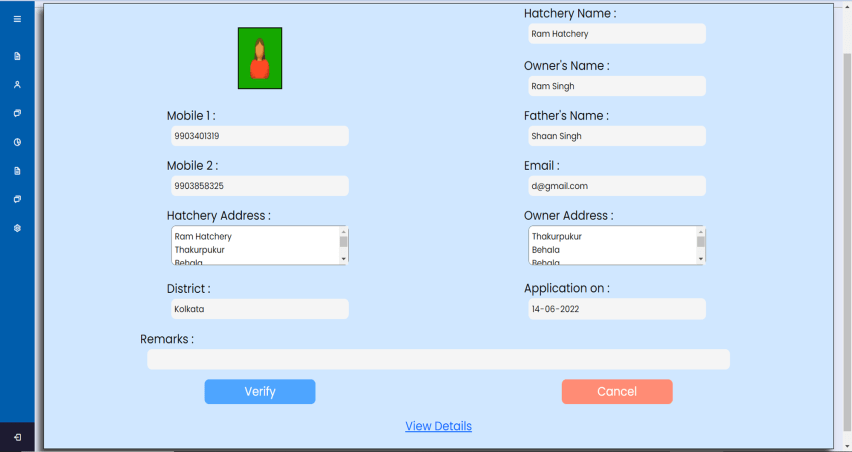 Hatchery Name :
Ram Hatchery
Owner's Name :
Ram Singh
Mobile 1 :
9903401319
Father's Name :
Shaan Singh
Mobile 2 :
9903858325
Email :
d@gmail.com
Hatchery Address :
Ram Hatchery
Thakurpukur
Behala
Owner Address :
Thakurpukur
Behala
Behala
District :
Kolkata
Application on :
14-06-2022
Remarks :
Verify
Cancel
View Details